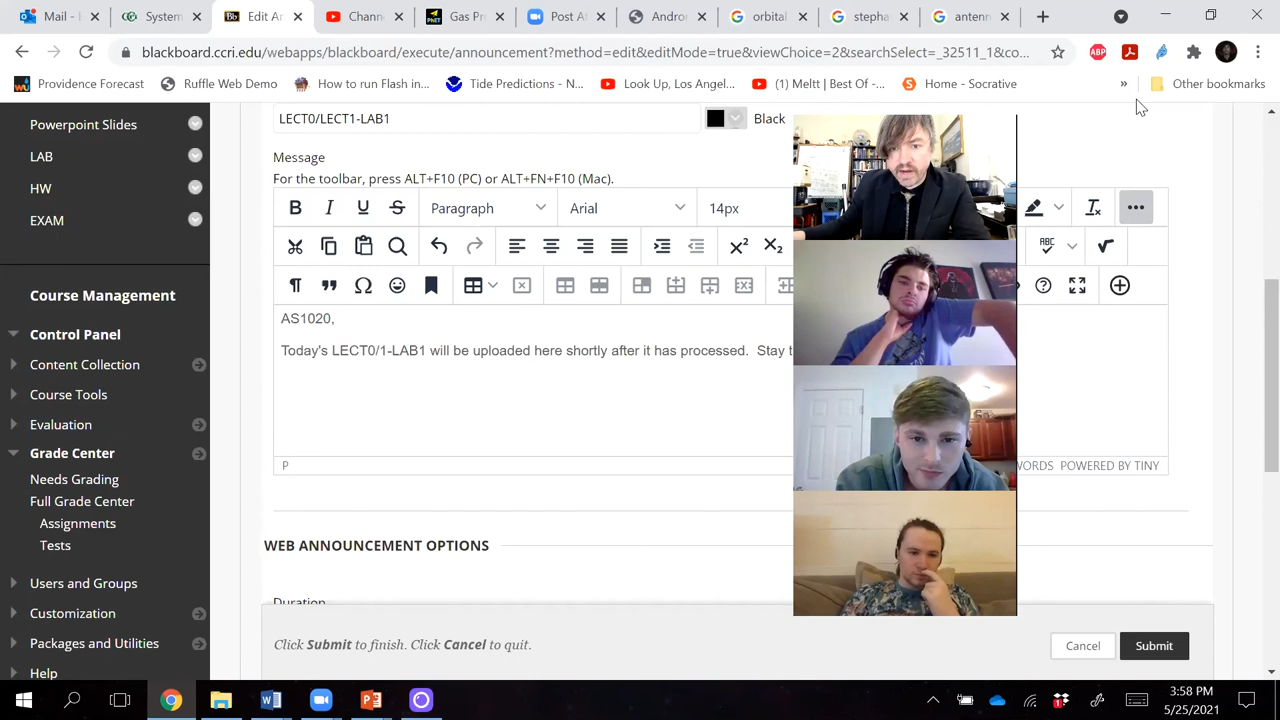 Mail -
System
Edit Ar
Chann
Gas Pr
Post At
Andro
orbital
stepha
antenn
blackboard.ccri.edu/webapps/blackboard/execute/announcement?method=edit&editMode=true&viewChoice=2&searchSelect=_32511_1&co...
ABP
Providence Forecast
Ruffle Web Demo
How to run Flash in...
Tide Predictions - N...
Look Up, Los Angel...
(1) Meltt | Best Of -...
Home - Socrative
»
Other bookmarks
Powerpoint Slides
LAB
HW
EXAM
Course Management
Control Panel
Content Collection
Course Tools
Evaluation
Grade Center
Needs Grading
Full Grade Center
Assignments
Tests
Users and Groups
Customization
Packages and Utilities
Help
LECT0/LECT1-LAB1
Black
Message
For the toolbar, press ALT+F10 (PC) or ALT+FN+F10 (Mac).
B I U S Paragraph Arial 14px
AS1020,
Today's LECT0/1-LAB1 will be uploaded here shortly after it has processed. Stay t
P
WORDS POWERED BY TINY
WEB ANNOUNCEMENT OPTIONS
Duration
Click Submit to finish. Click Cancel to quit.
Cancel
Submit
3:58 PM
5/25/2021